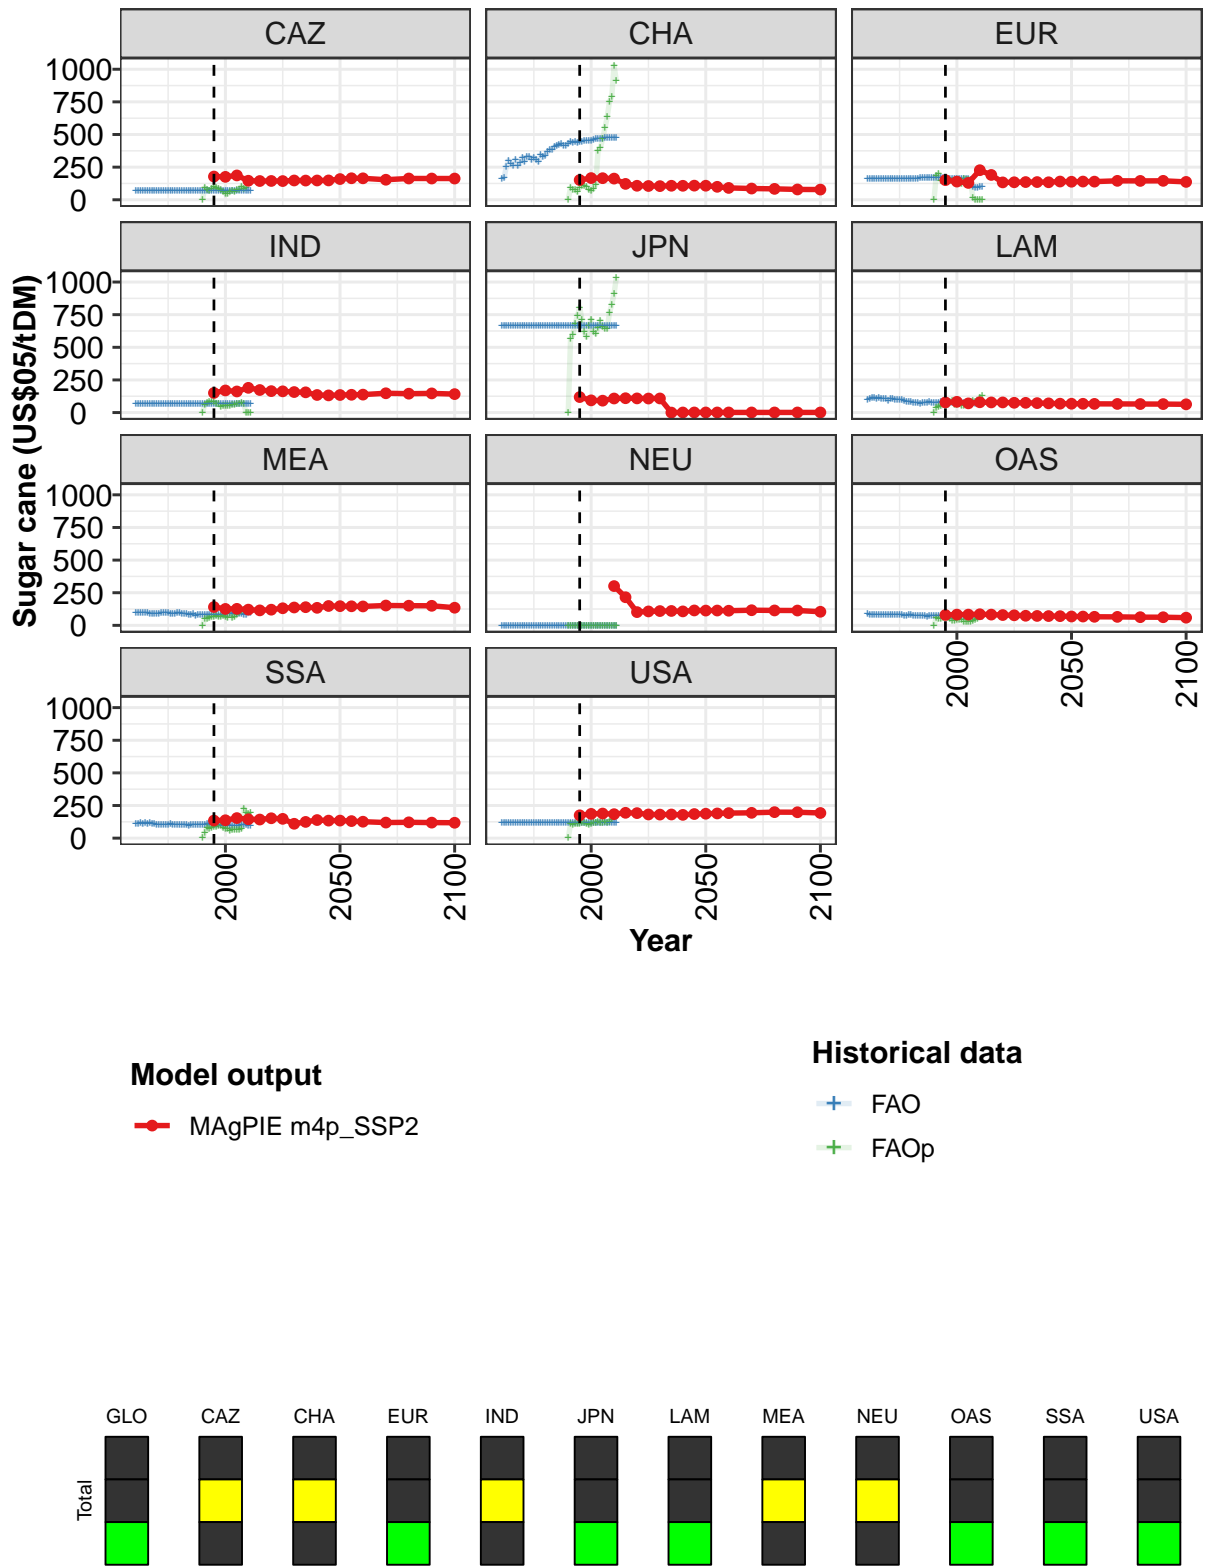 CAZ CHA EUR
1000
750
500
250
0
IND JPN LAM
1000
750
500
250
0
MEA NEU OAS
1000
750
500
250
0
2000 2050 2100
SSA USA
1000
750
500
250
0
2000 2050 2100 2000 2050 2100
Sugar cane (US$05/tDM)
Year
Model output
MAgPIE m4p_SSP2
Historical data
FAO
FAOp
GLO CAZ CHA EUR IND JPN LAM MEA NEU OAS SSA USA
Total